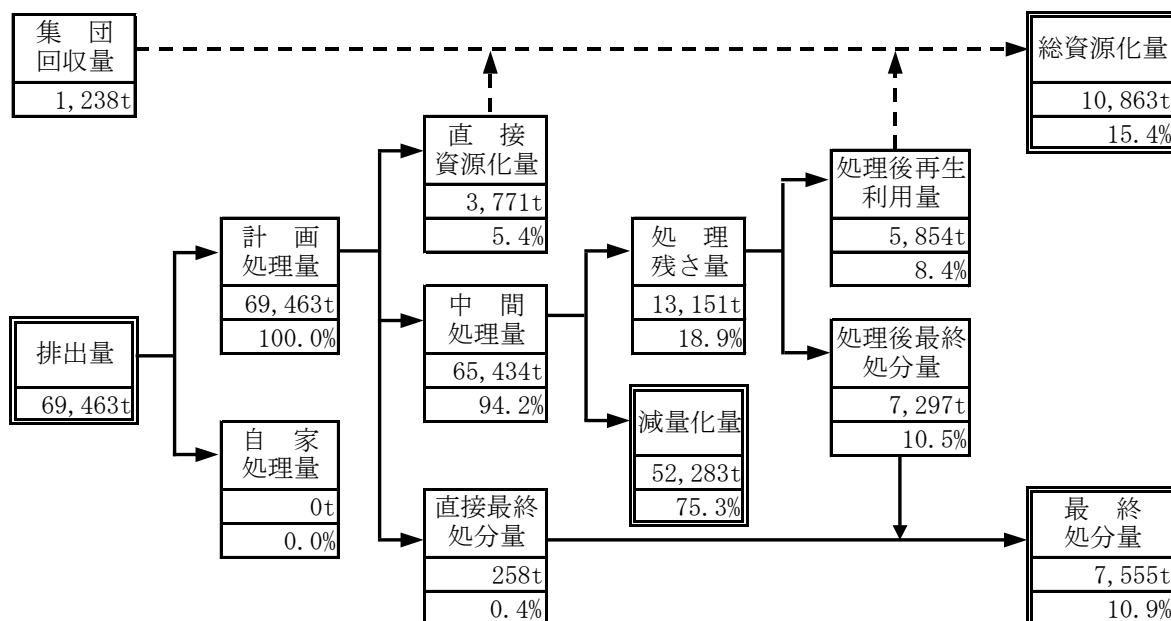 集　団
回収量
1,238t
総資源化量
10,863t
15.4%
直　接
資源化量
3,771t
5.4%
処理後再生
利用量
5,854t
8.4%
計　画
処理量
69,463t
100.0%
処　理
残さ量
13,151t
18.9%
中　間
処理量
65,434t
94.2%
排出量
69,463t
処理後最終
処分量
7,297t
10.5%
減量化量
52,283t
75.3%
自　家
処理量
0t
0.0%
直接最終
処分量
258t
0.4%
最　終
処分量
7,555t
10.9%